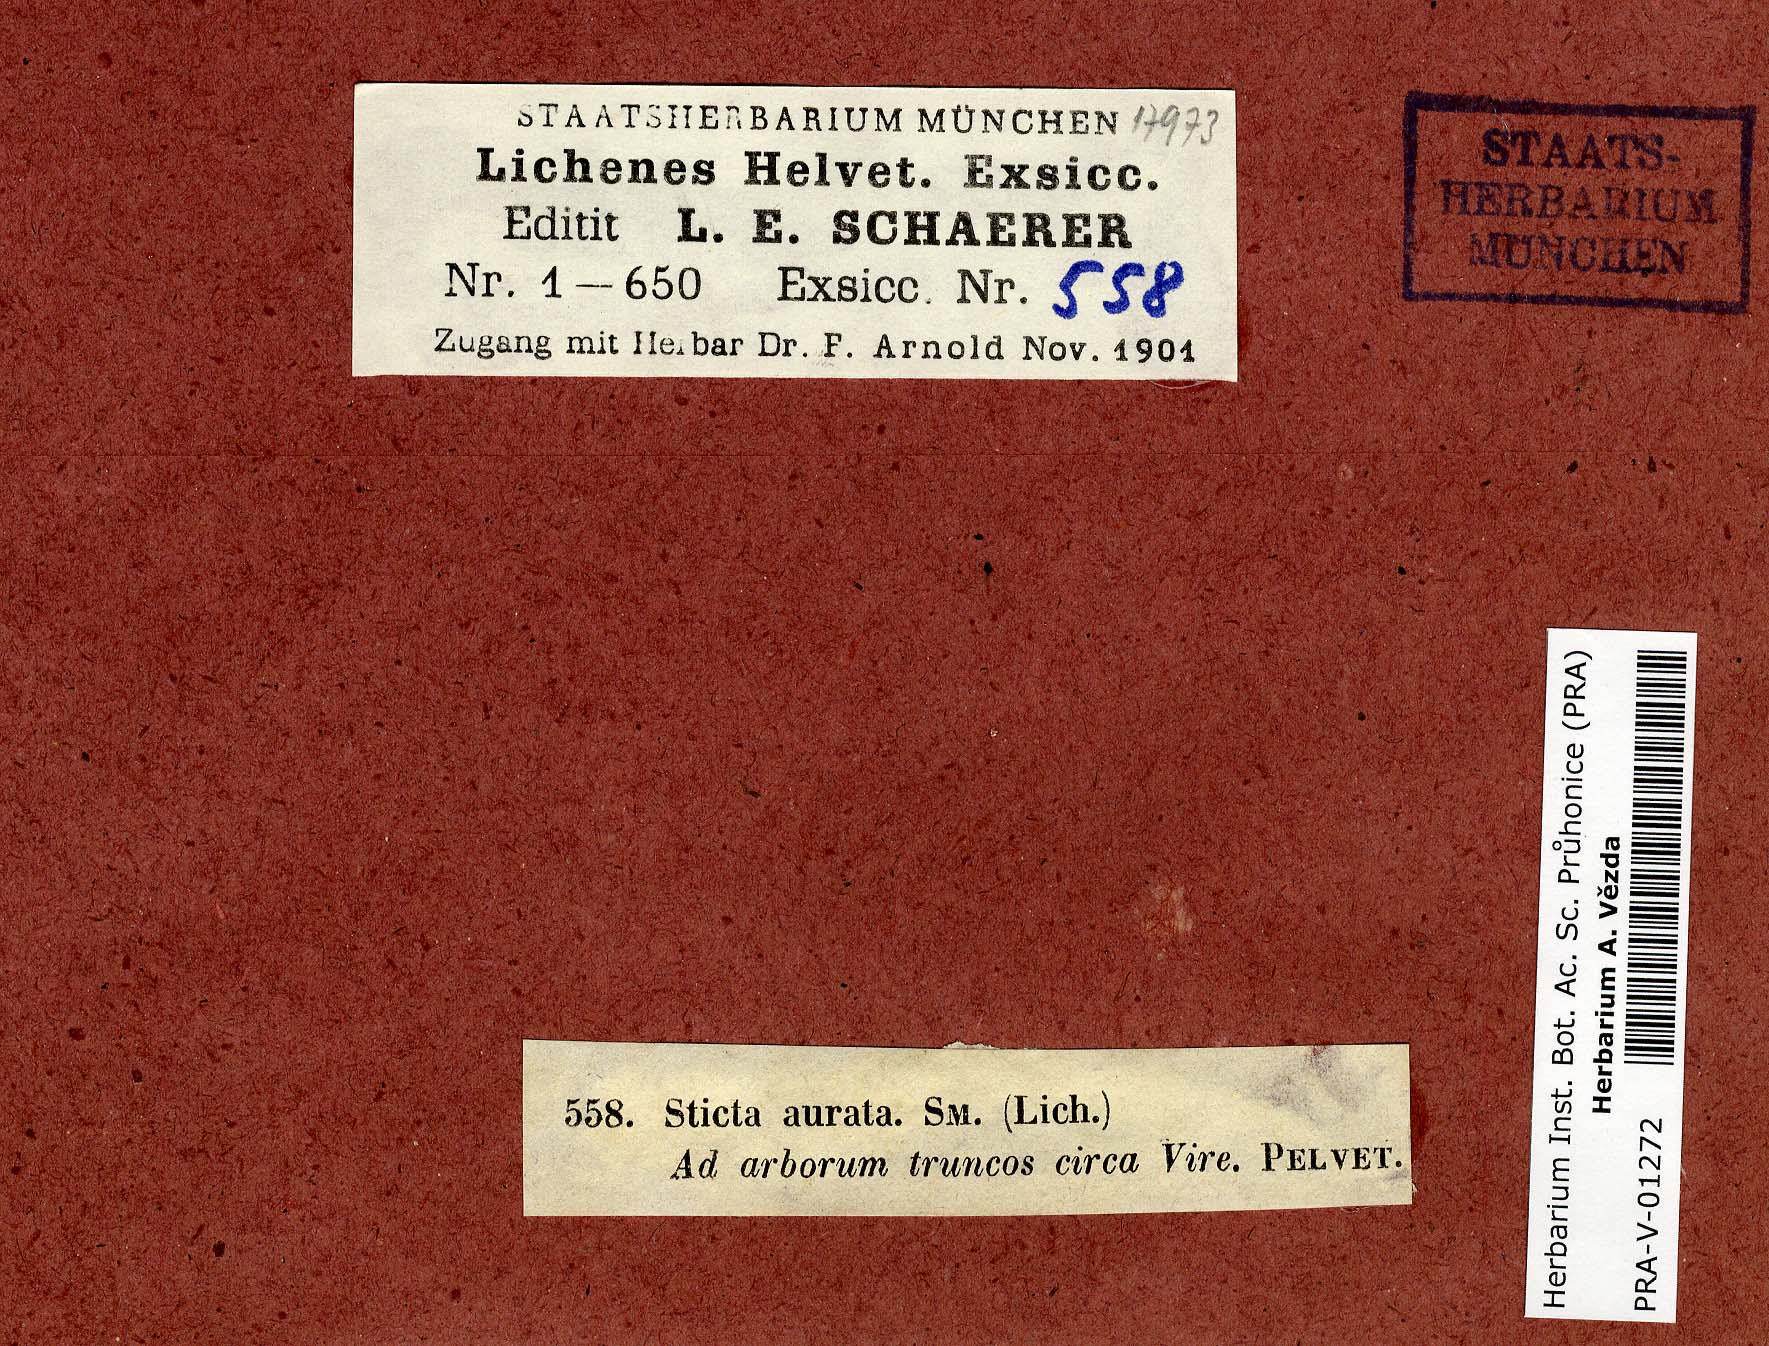 STAATSHERBARIUM MÜNCHEN 17973
Lichenes Helvet. Exsicc.
Editit L. E. SCHAERER
Nr. 1 — 650 Exsicc. Nr. 558
Zugang mit Herbar Dr. F. Arnold Nov. 1901
STAATS-
HERBARIUM
MÜNCHEN
558. Sticta aurata. SM. (Lich.)
Ad arborum truncos circa Vire. PELVET.
Herbarium Inst. Bot. Ac. Sc. Průhonice (PRA)
Herbarium A. Vězda
PRA-V-01272